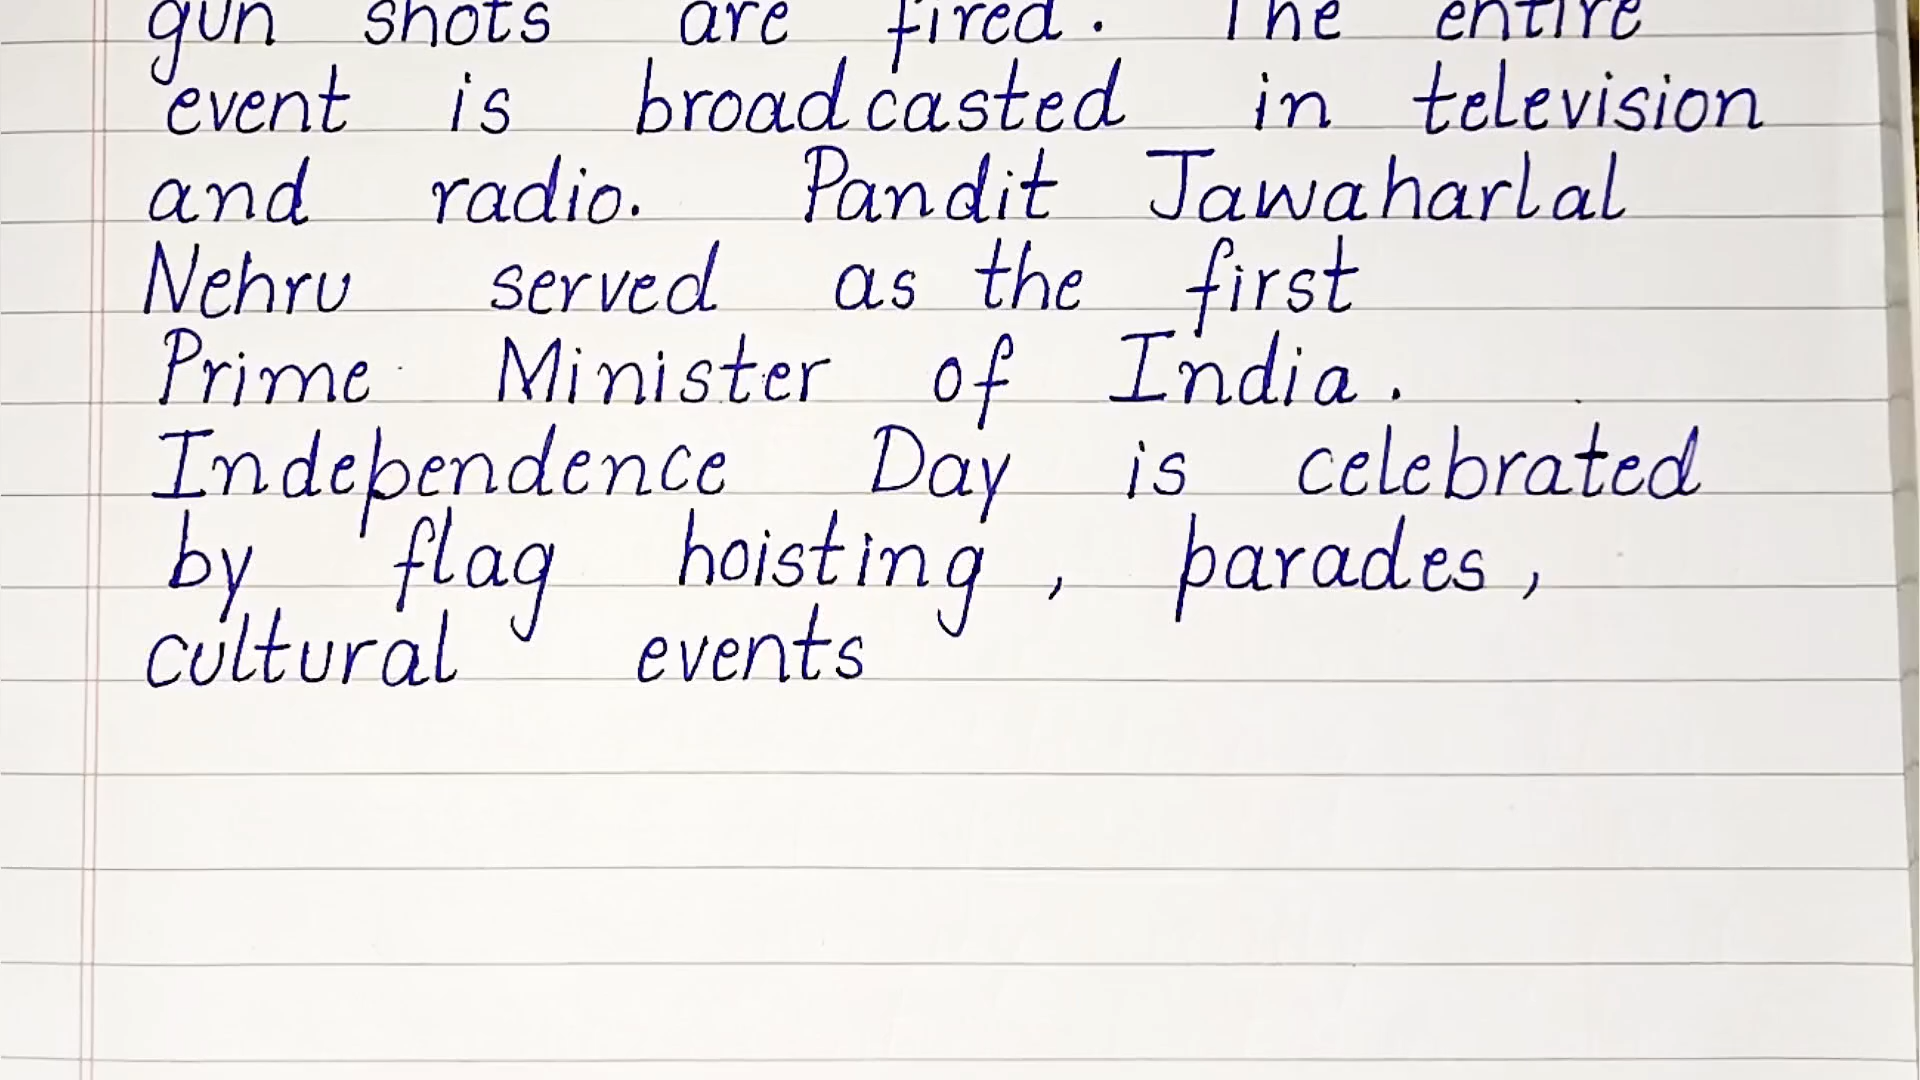 gun shots are fired. The entire
event is broadcasted in television
and radio. Pandit Jawaharlal
Nehru served as the first
Prime Minister of India.
Independence Day is celebrated
by flag hoisting, parades,
cultural events